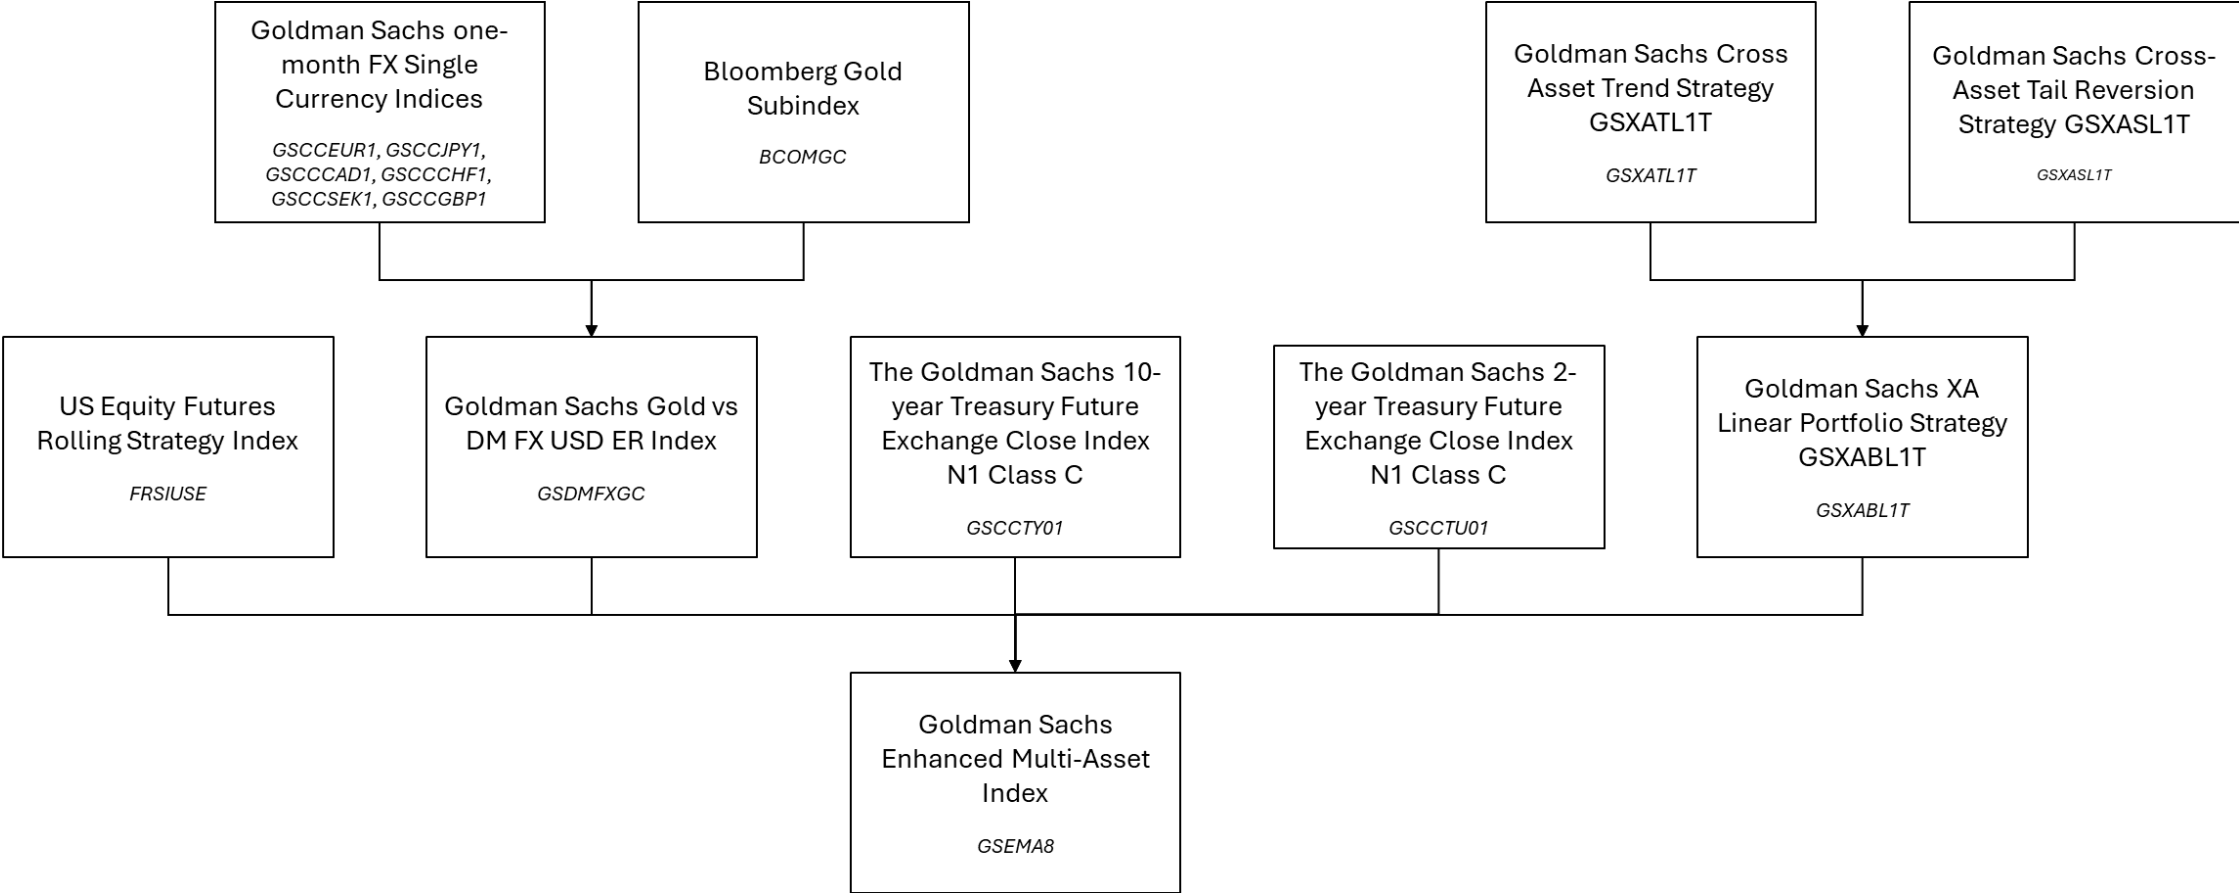 Goldman Sachs one-
month FX Single
Currency Indices
GSCCEUR1, GSCCJPY1,
GSCCCAD1, GSCCCHF1,
GSCCSEK1, GSCCGBP1
Bloomberg Gold
Subindex
BCOMGC
Goldman Sachs Cross
Asset Trend Strategy
GSXATL1T
GSXATL1T
Goldman Sachs Cross-
Asset Tail Reversion
Strategy GSXASL1T
GSXASL1T
US Equity Futures
Rolling Strategy Index
FRSIUSE
Goldman Sachs Gold vs
DM FX USD ER Index
GSDMFXGC
The Goldman Sachs 10-
year Treasury Future
Exchange Close Index
N1 Class C
GSCCTY01
The Goldman Sachs 2-
year Treasury Future
Exchange Close Index
N1 Class C
GSCCTU01
Goldman Sachs XA
Linear Portfolio Strategy
GSXABL1T
GSXABL1T
Goldman Sachs
Enhanced Multi-Asset
Index
GSEMA8